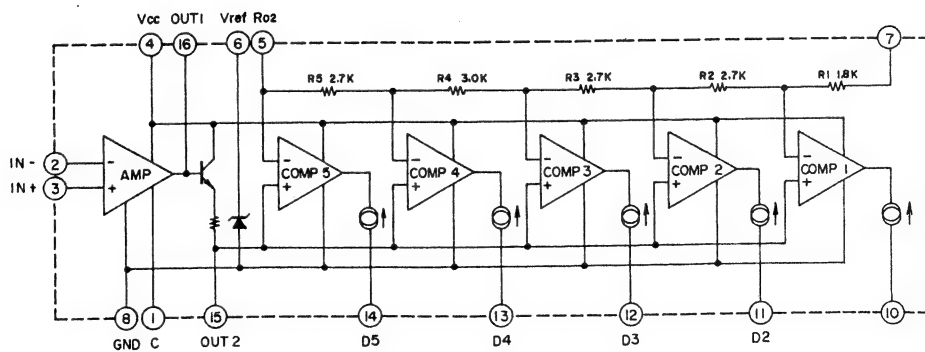 Vcc OUT1 Vref Ro2
4 16 6 5 7
R5 2.7K R4 3.0K R3 2.7K R2 2.7K R1 1.8K
IN - 2
IN+ 3
- + AMP
- + COMP 5
- + COMP 4
- + COMP 3
- + COMP 2
- + COMP 1
8 1 15 14 13 12 11 10
GND C OUT 2 D5 D4 D3 D2